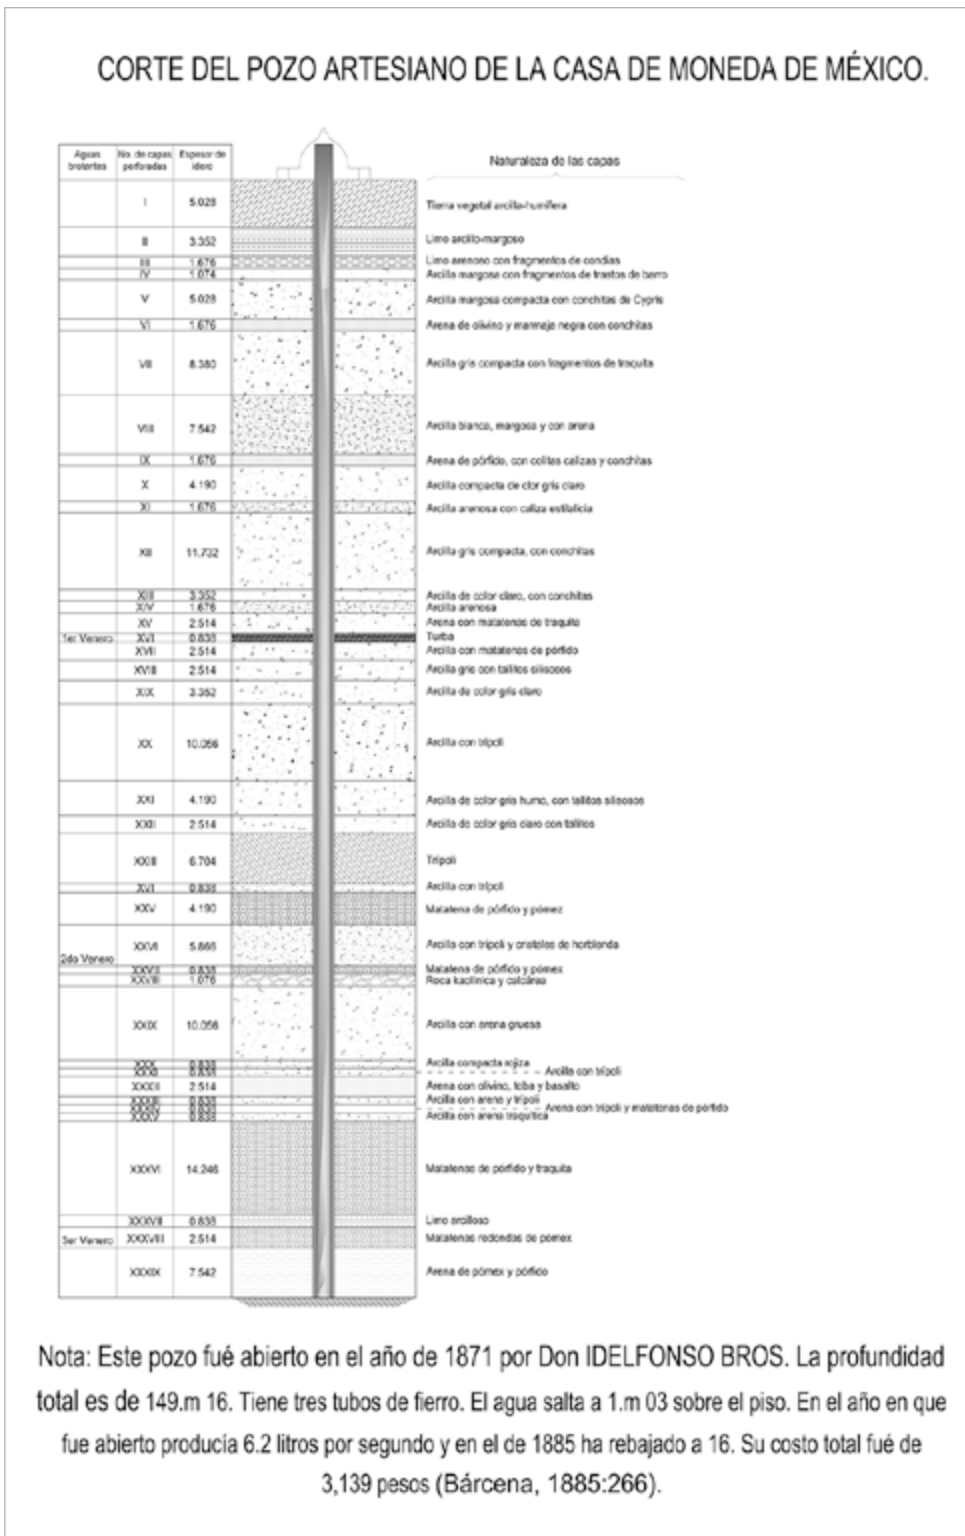 CORTE DEL POZO ARTESIANO DE LA CASA DE MONEDA DE MÉXICO.
Aguas brotantes No. de capas perforadas Espesor de idem Naturaleza de las capas
I 5.028 Tierra vegetal arcilla-humífera
II 3.352 Limo arcillo-margoso
III 1.676 Limo arenoso con fragmentos de
IV 1.074 Arcilla margosa con fragmentos de trastos de barro
V 5.028 Arcilla margosa compacta con conchitas de Cypris
VI 1.676 Arena de olivino y marmaja negra con conchitas
VII 8.380 Arcilla gris compacta con fragmentos de traquita
VIII 7.542 Arcilla blanca, margosa y con arena
IX 1.676 Arena de pórfido, con colitas calizas y conchitas
X 4.190 Arcilla compacta de clor gris claro
XI 1.676 Arcilla arenosa con caliza
XII 11.732 Arcilla gris compacta, con conchitas
XIII 3.352 Arcilla de color claro, con conchitas
XIV 1.676 Arcilla arenosa
XV 2.514 Arena con matatenas de traquita
1er Venero XVI 0.838 Turba
XVII 2.514 Arcilla con matatenas de pórfido
XVIII 2.514 Arcilla gris con tallitos silisosos
XIX 3.352 Arcilla de color gris claro
XX 10.056 Arcilla con trípoli
XXI 4.190 Arcilla de color gris humo, con tallitos silisosos
XXII 2.514 Arcilla de color gris claro con tallitos
XXIII 6.704 Trípoli
XVI 0.838 Arcilla con trípoli
XXV 4.190 Matatena de pórfido y pómez
XXVI 5.866 Arcilla con trípoli y cristales de horblenda
2do Venero
XXVII 0.838 Matatena de pórfido y pómex
XXVIII 1.076 Roca kaolínica y calcárea
XXIX 10.056 Arcilla con arena gruesa
XXX 0.838 Arcilla compacta rojiza
XXXI 0.838 Arcilla con trípoli
XXXII 2.514 Arena con olivino, toba y basalto
XXXIII 0.838 Arcilla con arena y trípoli
XXXIV 0.838 Arena con trípoli y matatenas de pórfido
XXXV 0.838 Arcilla con arena traquítica
XXXVI 14.246 Matatenas de pórfido y traquita
XXXVII 0.838 Limo arcilloso
3er Venero XXXVIII 2.514 Matatenas redondas de pómex
XXXIX 7.542 Arena de pómex y pórfido
Nota: Este pozo fué abierto en el año de 1871 por Don IDELFONSO BROS. La profundidad
total es de 149.m 16. Tiene tres tubos de fierro. El agua salta a 1.m 03 sobre el piso. En el año en que
fue abierto producía 6.2 litros por segundo y en el de 1885 ha rebajado a 16. Su costo total fué de
3,139 pesos (Bárcena, 1885:266).